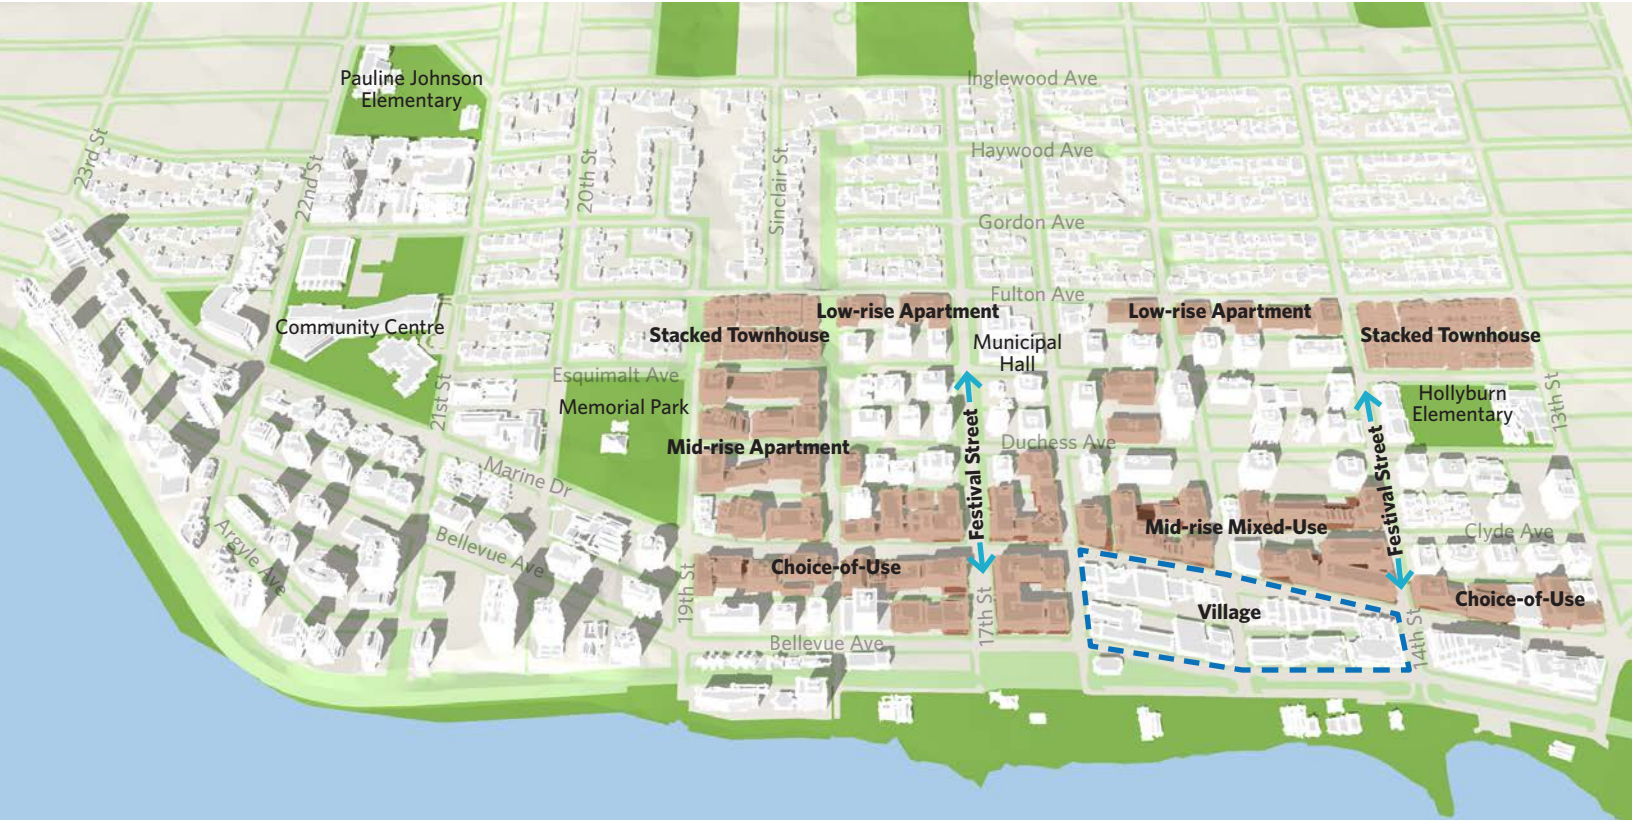 Pauline Johnson
Elementary
Inglewood Ave
23rd St
22nd St
20th St
Sinclair St.
Haywood Ave
Gordon Ave
Fulton Ave
Community Centre
Stacked Townhouse
Low-rise Apartment
Municipal
Hall
Low-rise Apartment
Stacked Townhouse
Esquimalt Ave
21st St
Memorial Park
Hollyburn
Elementary
13th St
Mid-rise Apartment
Festival Street
Duchess Ave
Festival Street
Marine Dr
Argyle Ave
Bellevue Ave
Mid-rise Mixed-Use
Clyde Ave
19th St
Choice-of-Use
17th St
Village
14th St
Choice-of-Use
Bellevue Ave